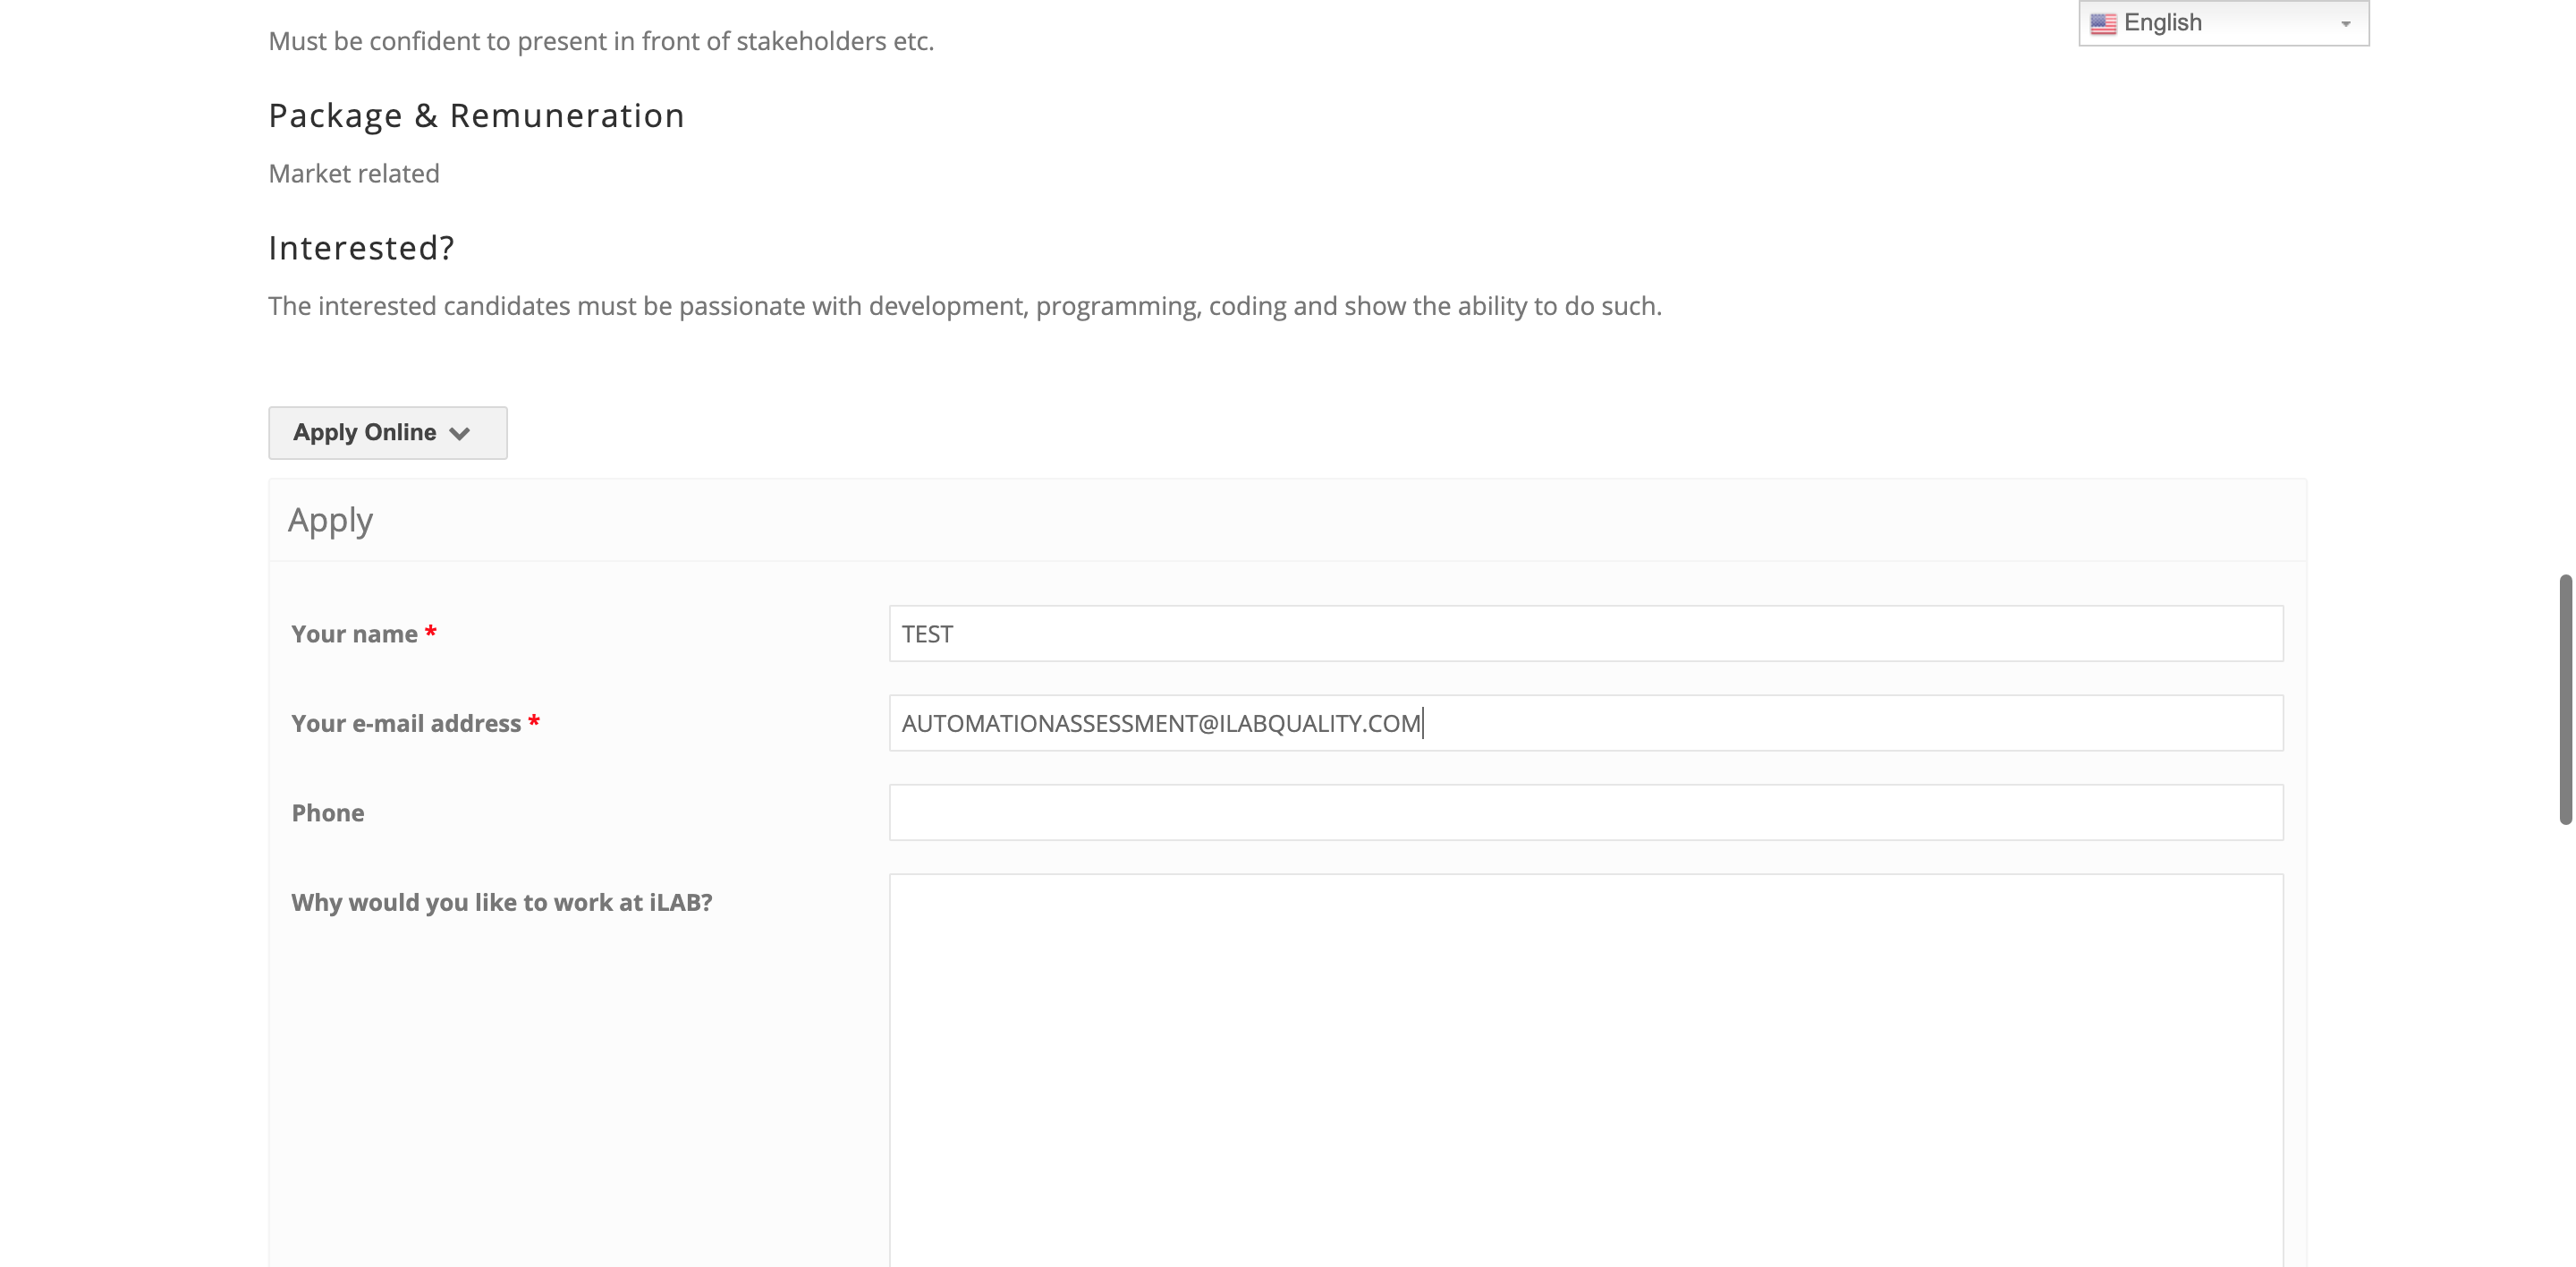 Must be confident to present in front of stakeholders etc.
English
Package & Remuneration
Market related
Interested?
The interested candidates must be passionate with development, programming, coding and show the ability to do such.
Apply Online
Apply
Your name *
TEST
Your e-mail address *
AUTOMATIONASSESSMENT@ILABQUALITY.COM
Phone
Why would you like to work at iLAB?